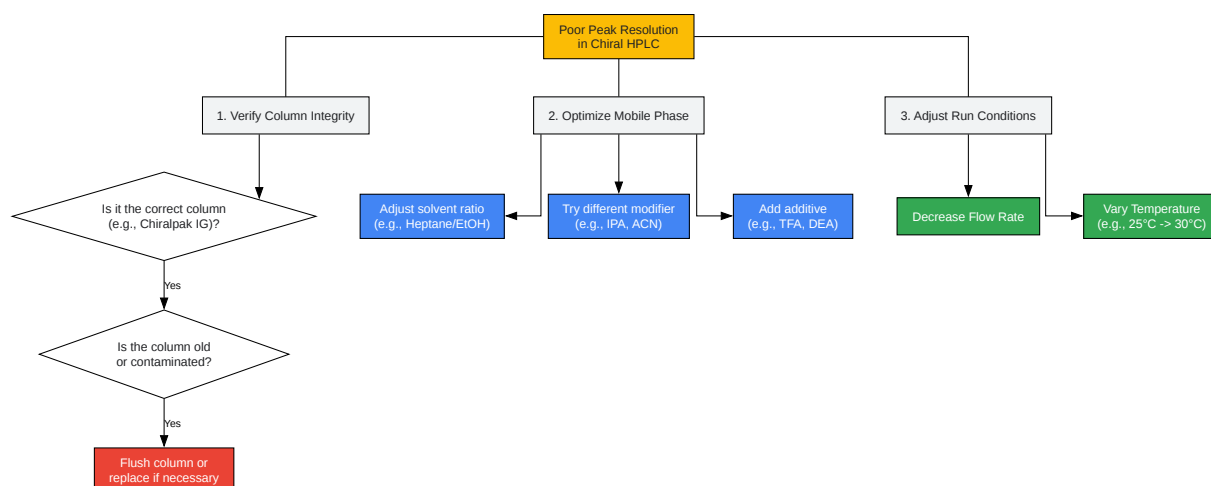 Poor Peak Resolution
in Chiral HPLC
1. Verify Column Integrity
2. Optimize Mobile Phase
3. Adjust Run Conditions
Is it the correct column
(e.g., Chiralpak IG)?
Adjust solvent ratio
(e.g., Heptane/EtOH)
Try different modifier
(e.g., IPA, ACN)
Add additive
(e.g., TFA, DEA)
Decrease Flow Rate
Vary Temperature
(e.g., 25°C -> 30°C)
Yes
Is the column old
or contaminated?
Yes
Flush column or
replace if necessary